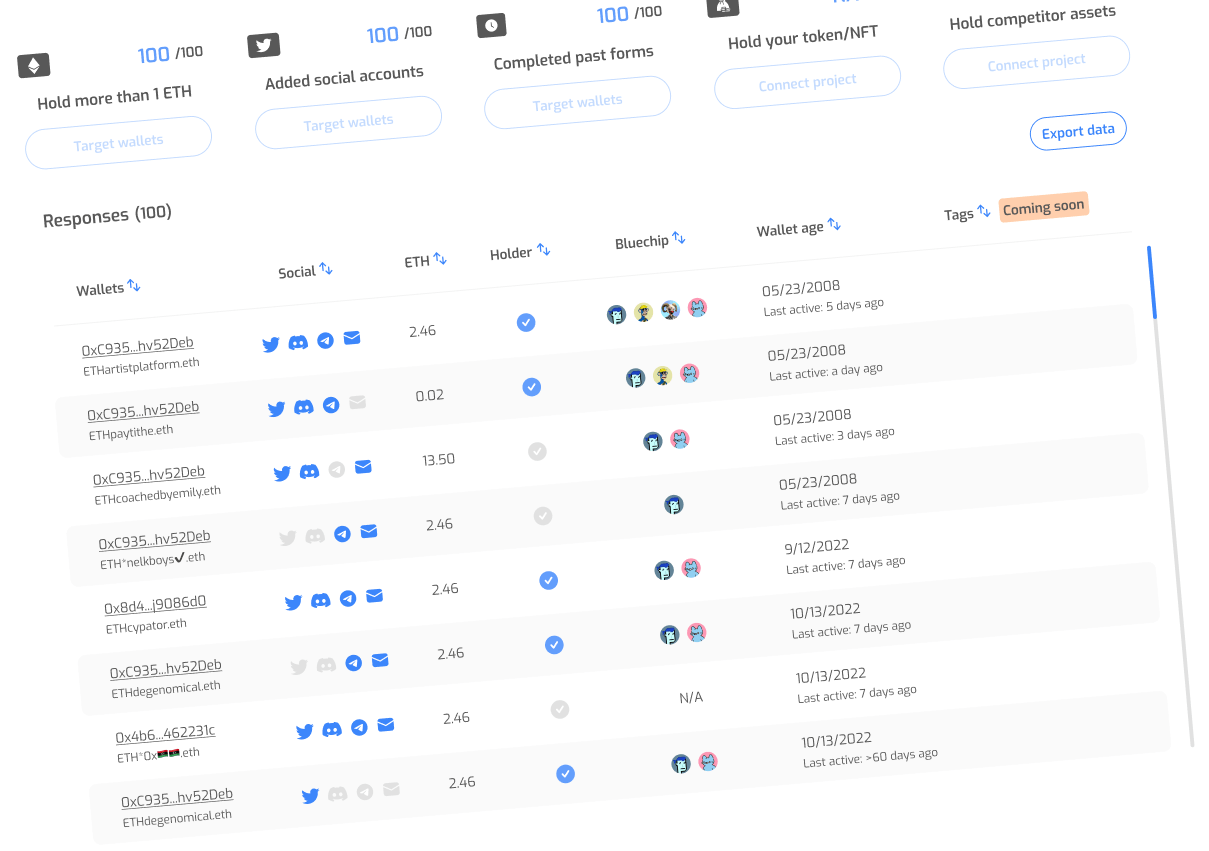 100 /100
Hold more than 1 ETH
Target wallets
100 /100
Added social accounts
Target wallets
100 /100
Completed past forms
Target wallets
Hold your token/NFT
Connect project
Hold competitor assets
Connect project
Export data
Responses (100)
Wallets Social ETH Holder Bluechip Wallet age Tags Coming soon
0xC935...hv52Deb 2.46 05/23/2008
ETHartistplatform.eth Last active: 5 days ago
0xC935...hv52Deb 0.02 05/23/2008
ETHpaytithe.eth Last active: a day ago
0xC935...hv52Deb 13.50 05/23/2008
ETHcoachedbyemily.eth Last active: 3 days ago
0xC935...hv52Deb 2.46 05/23/2008
ETH*nelkboys✔.eth Last active: 7 days ago
0x8d4...j9086d0 2.46 9/12/2022
ETHcypator.eth Last active: 7 days ago
0xC935...hv52Deb 2.46 10/13/2022
ETHdegenomical.eth Last active: 7 days ago
0x4b6...462231c 2.46 N/A 10/13/2022
ETH*0x🇱🇾🇱🇾.eth Last active: 7 days ago
0xC935...hv52Deb 2.46 10/13/2022
ETHdegenomical.eth Last active: >60 days ago